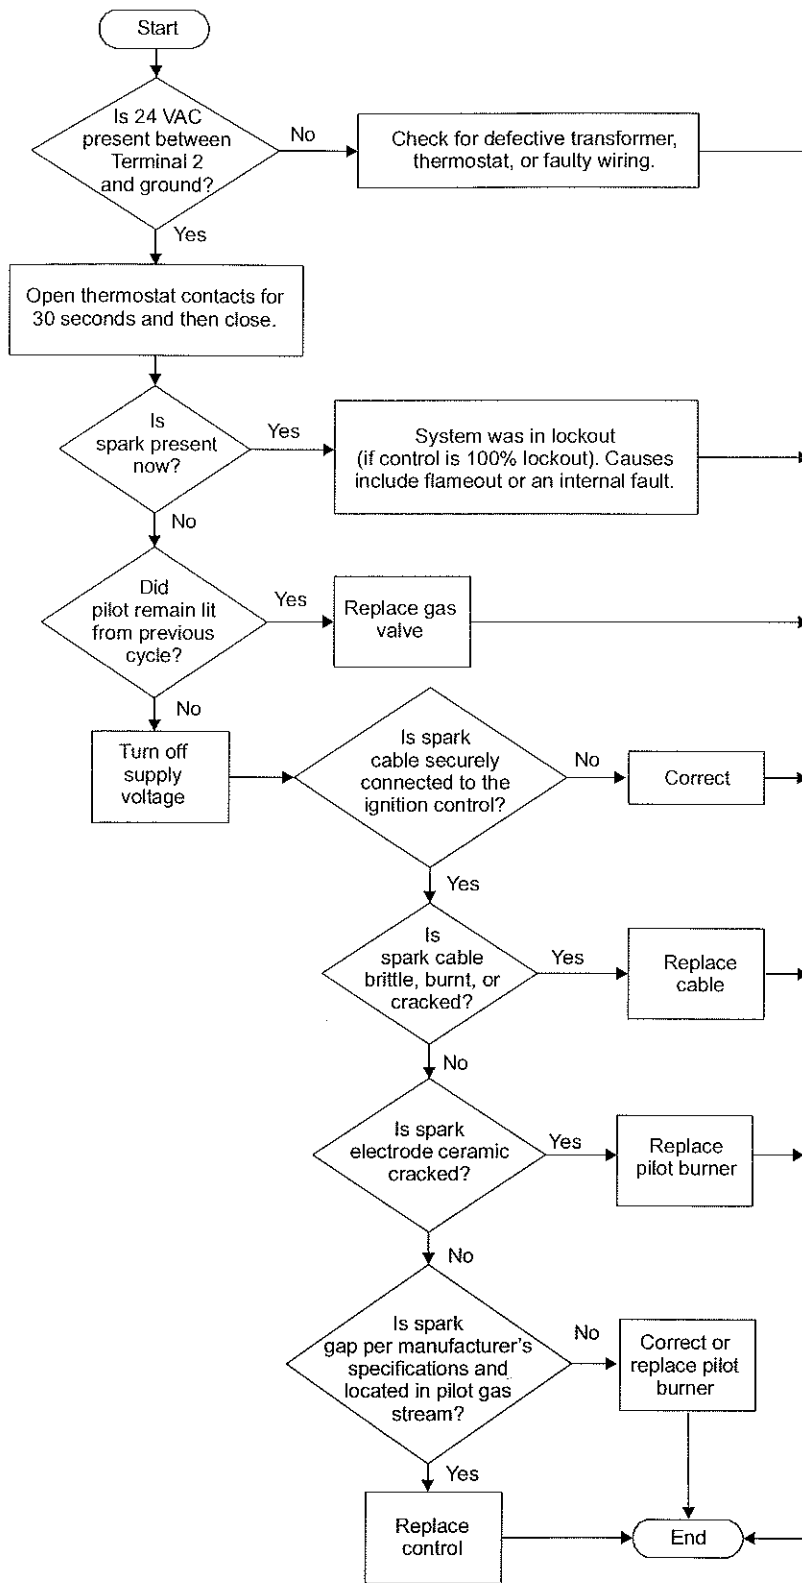 Start
Is 24 VAC
present between
Terminal 2
and ground?
No
Check for defective transformer,
thermostat, or faulty wiring.
Yes
Open thermostat contacts for
30 seconds and then close.
Is
spark present
now?
Yes
System was in lockout
(if control is 100% lockout). Causes
include flameout or an internal fault.
No
Did
pilot remain lit
from previous
cycle?
Yes
Replace gas
valve
No
Turn off
supply
voltage
Is spark
cable securely
connected to the
ignition control?
No
Correct
Yes
Is
spark cable
brittle, burnt, or
cracked?
Yes
Replace
cable
No
Is spark
electrode ceramic
cracked?
Yes
Replace
pilot burner
No
Is spark
gap per manufacturer's
specifications and
located in pilot gas
stream?
No
Correct or
replace pilot
burner
Yes
Replace
control
End